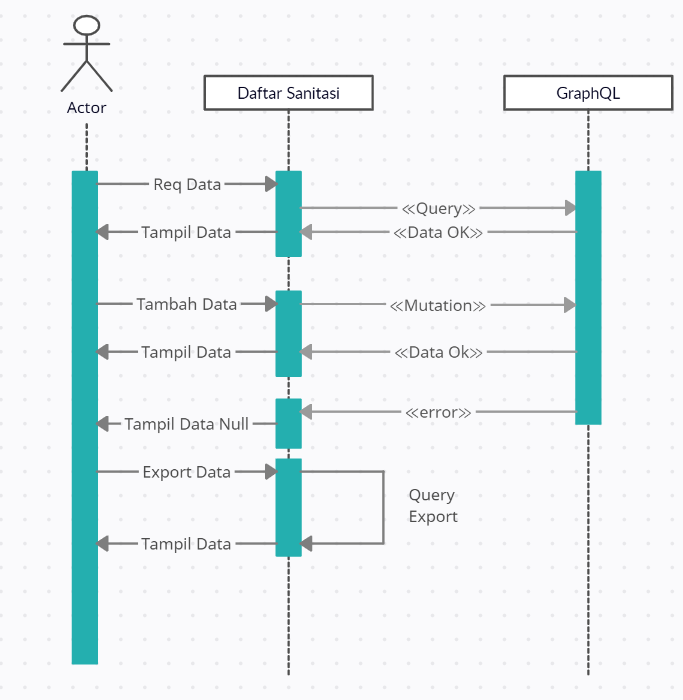 Actor
Daftar Sanitasi
GraphQL
Req Data
≪Query≫
Tampil Data
≪Data OK≫
Tambah Data
≪Mutation≫
Tampil Data
≪Data Ok≫
≪error≫
Tampil Data Null
Export Data
Query
Export
Tampil Data